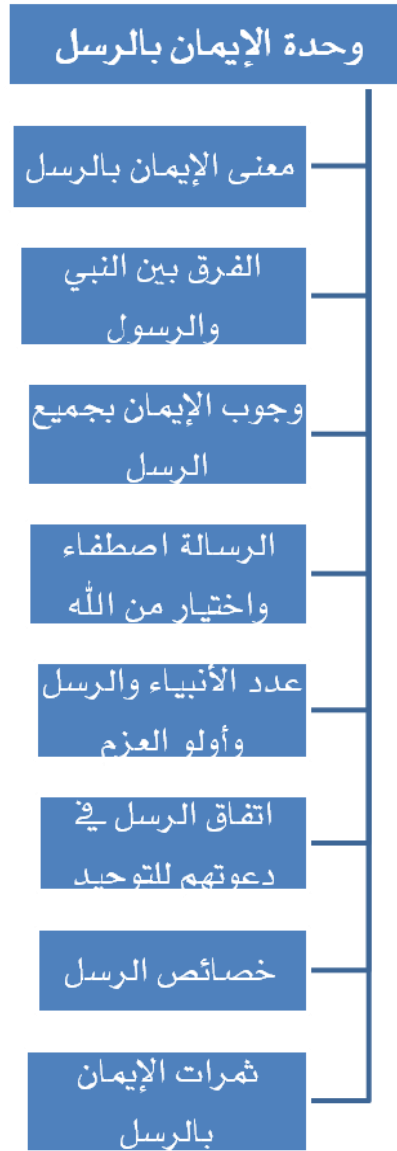 وحدة الإيمان بالرسل
معنى الإيمان بالرسل
الفرق بين النبي
والرسول
وجوب الإيمان بجميع
الرسل
الرسالة اصطفاء
واختيار من الله
عدد الأنبياء والرسل
وأولو العزم
اتفاق الرسل في
دعوتهم للتوحيد
خصائص الرسل
ثمرات الإيمان
بالرسل